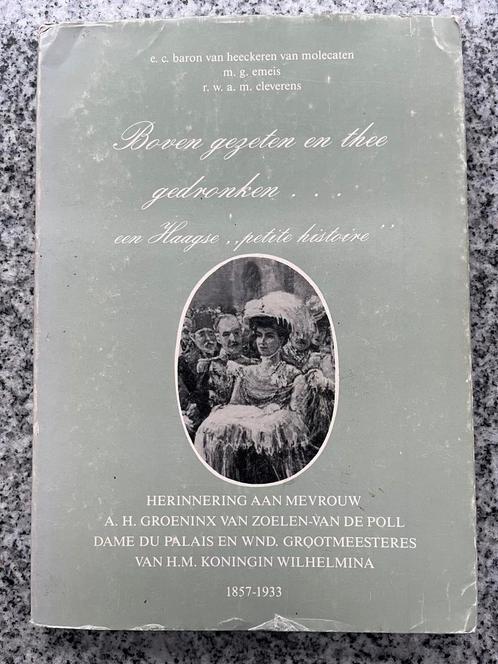 e. c. baron van heeckeren van molecaten
m. g. emeis
r. w. a. m. cleverens
Boven gezeten en thee
gedronken . . .
een Haagse „petite histoire”
HERINNERING AAN MEVROUW
A. H. GROENINX VAN ZOELEN-VAN DE POLL
DAME DU PALAIS EN WND. GROOTMEESTERES
VAN H.M. KONINGIN WILHELMINA
1857-1933